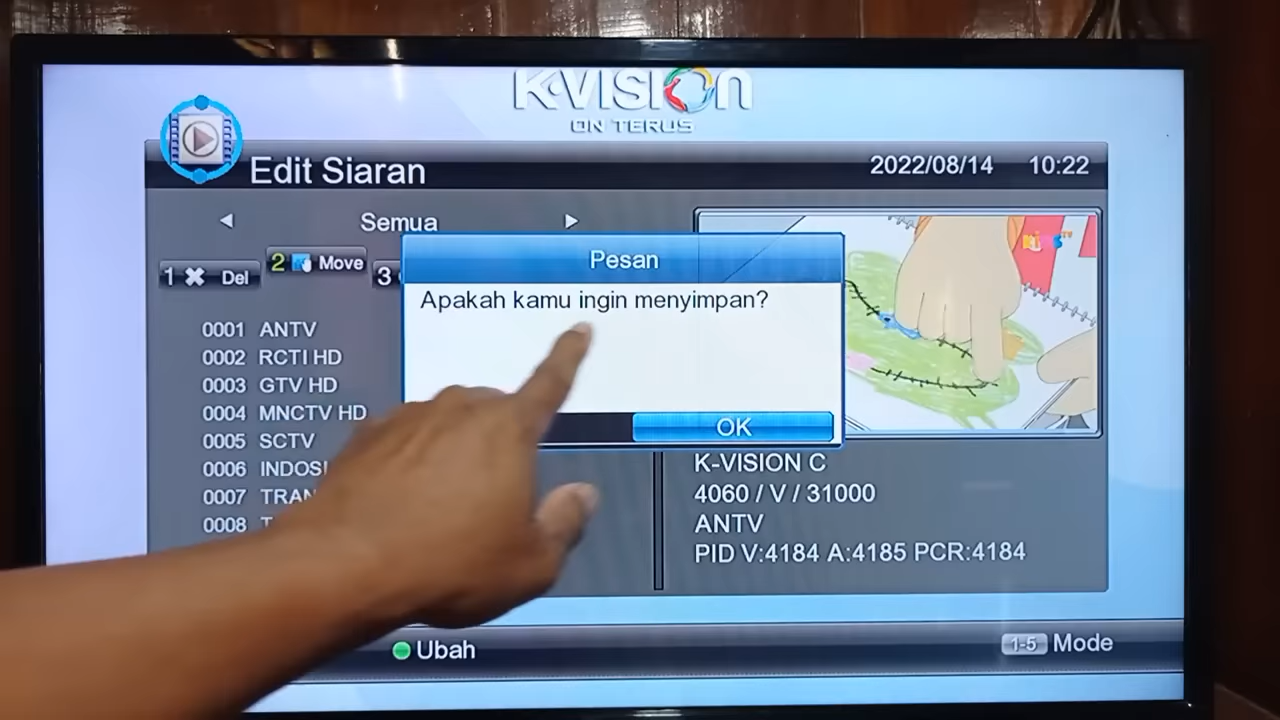 K-VISION
ON TERUS
Edit Siaran
2022/08/14 10:22
Semua
1 Del
2 Move
3
Pesan
Apakah kamu ingin menyimpan?
OK
0001 ANTV
0002 RCTI HD
0003 GTV HD
0004 MNCTV HD
0005 SCTV
0006
0007
0008
KiDS TV
K-VISION C
4060 / V / 31000
ANTV
PID V:4184 A:4185 PCR:4184
Ubah
1-5 Mode